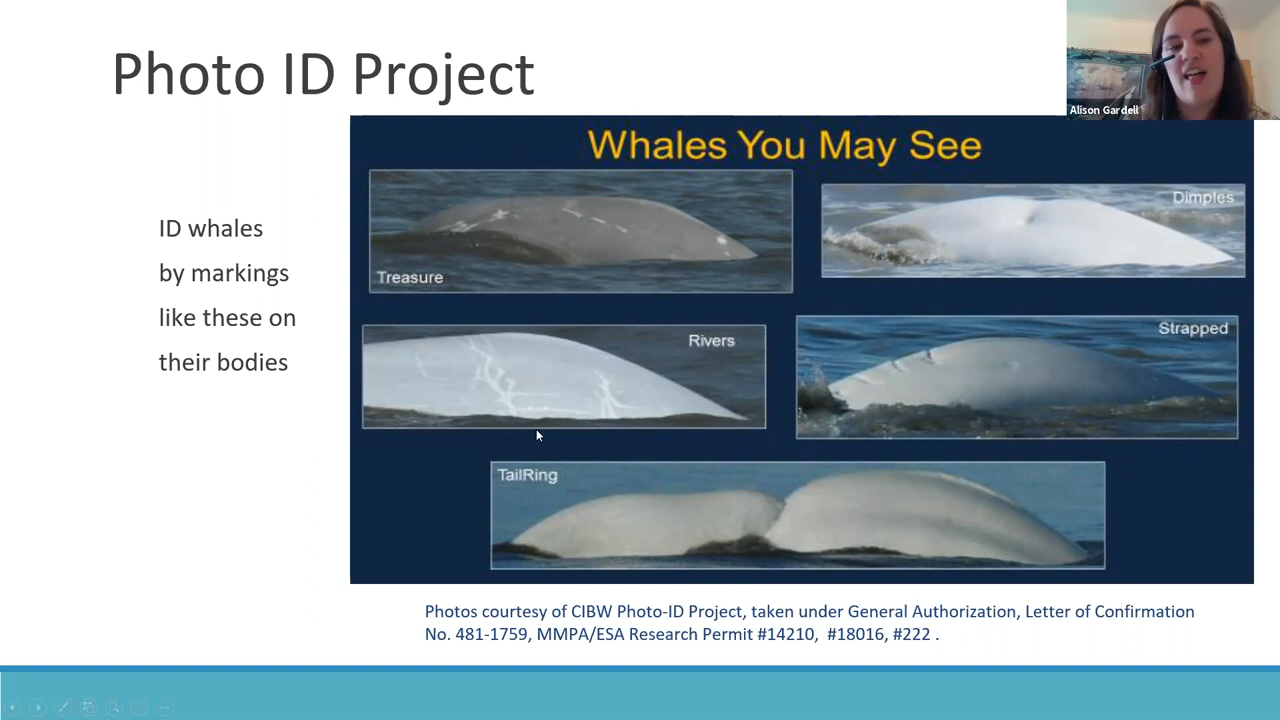 Photo ID Project
Alison Gardell
Whales You May See
ID whales
by markings
like these on
their bodies
Treasure
Dimples
Rivers
Strapped
TailRing
Photos courtesy of CIBW Photo-ID Project, taken under General Authorization, Letter of Confirmation
No. 481-1759, MMPA/ESA Research Permit #14210,  #18016, #222 .